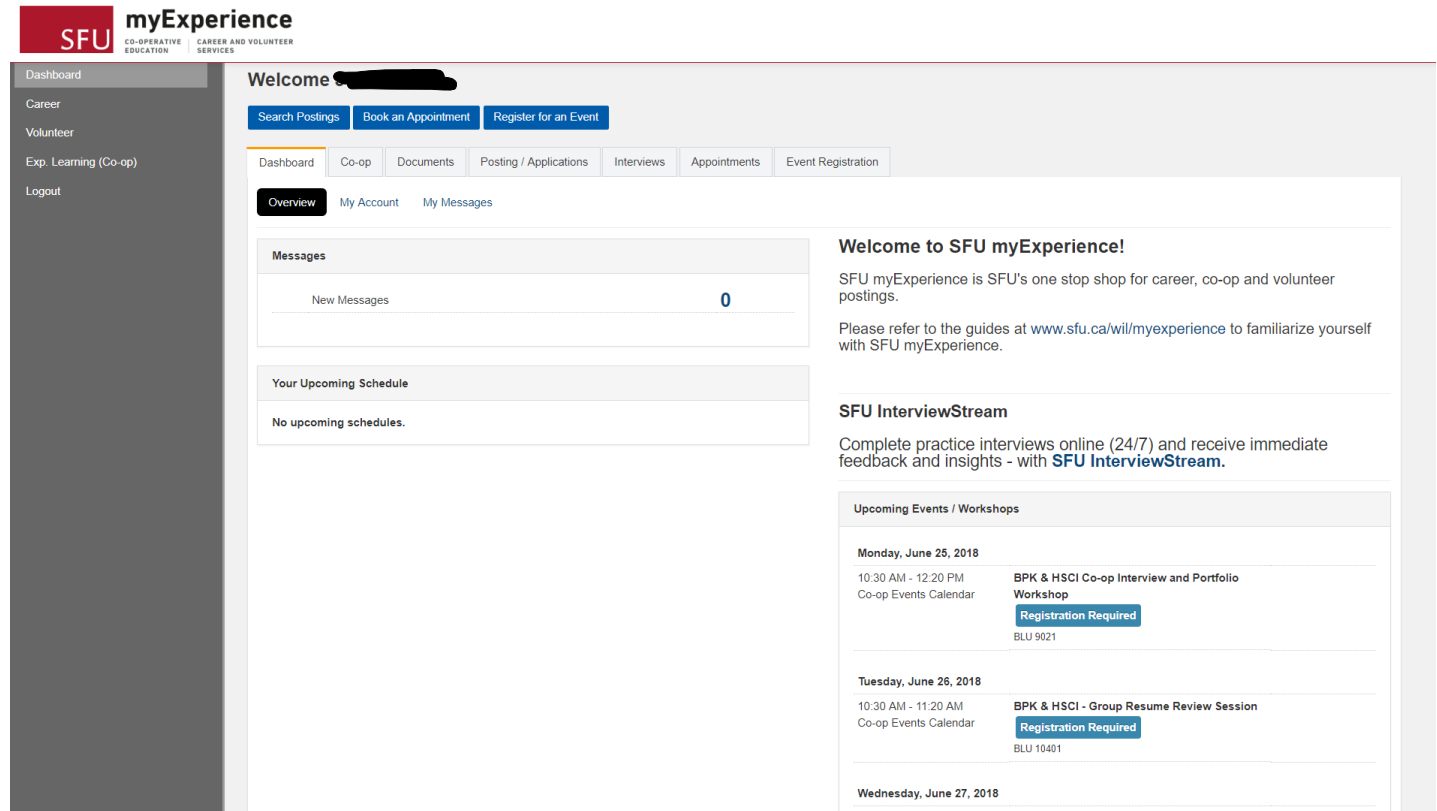 SFU
myExperience
CO-OPERATIVE EDUCATION
CAREER AND VOLUNTEER SERVICES
Dashboard
Career
Volunteer
Exp. Learning (Co-op)
Logout
Welcome
Search Postings
Book an Appointment
Register for an Event
Dashboard
Co-op
Documents
Posting / Applications
Interviews
Appointments
Event Registration
Overview
My Account
My Messages
Messages
New Messages 0
Your Upcoming Schedule
No upcoming schedules.
Welcome to SFU myExperience!
SFU myExperience is SFU's one stop shop for career, co-op and volunteer
postings.
Please refer to the guides at www.sfu.ca/wil/myexperience to familiarize yourself
with SFU myExperience.
SFU InterviewStream
Complete practice interviews online (24/7) and receive immediate
feedback and insights - with SFU InterviewStream.
Upcoming Events / Workshops
Monday, June 25, 2018
10:30 AM - 12:20 PM
Co-op Events Calendar
BPK & HSCI Co-op Interview and Portfolio
Workshop
Registration Required
BLU 9021
Tuesday, June 26, 2018
10:30 AM - 11:20 AM
Co-op Events Calendar
BPK & HSCI - Group Resume Review Session
Registration Required
BLU 10401
Wednesday, June 27, 2018